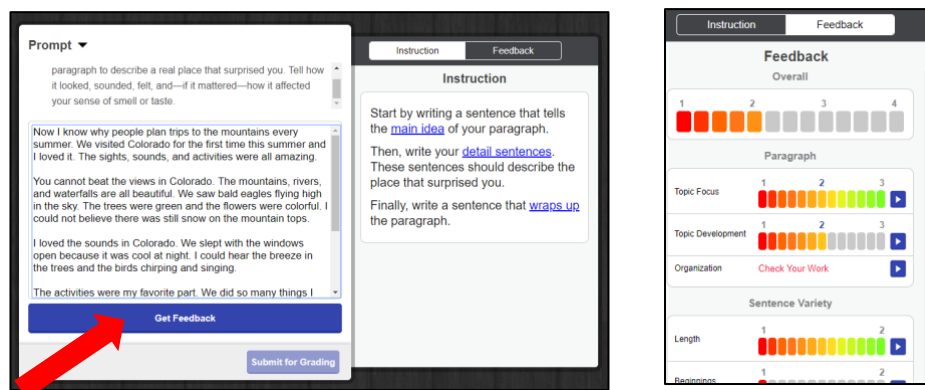 Prompt
paragraph to describe a real place that surprised you. Tell how
it looked, sounded, felt, and—if it mattered—how it affected
your sense of smell or taste.
Now I know why people plan trips to the mountains every
summer. We visited Colorado for the first time this summer and
I loved it. The sights, sounds, and activities were all amazing.
You cannot beat the views in Colorado. The mountains, rivers,
and waterfalls are all beautiful. We saw bald eagles flying high
in the sky. The trees were green and the flowers were colorful. I
could not believe there was still snow on the mountain tops.
I loved the sounds in Colorado. We slept with the windows
open because it was cool at night. I could hear the breeze in
the trees and the birds chirping and singing.
The activities were my favorite part. We did so many things I
Get Feedback
Submit for Grading
Instruction Feedback
Instruction
Start by writing a sentence that tells
the main idea of your paragraph.
Then, write your detail sentences.
These sentences should describe the
place that surprised you.
Finally, write a sentence that wraps up
the paragraph.
Instruction Feedback
Feedback
Overall
1 2 3 4
Paragraph
1 2 3
Topic Focus
1 2 3
Topic Development
Organization Check Your Work
Sentence Variety
1 2
Length
1 2
Beginnings